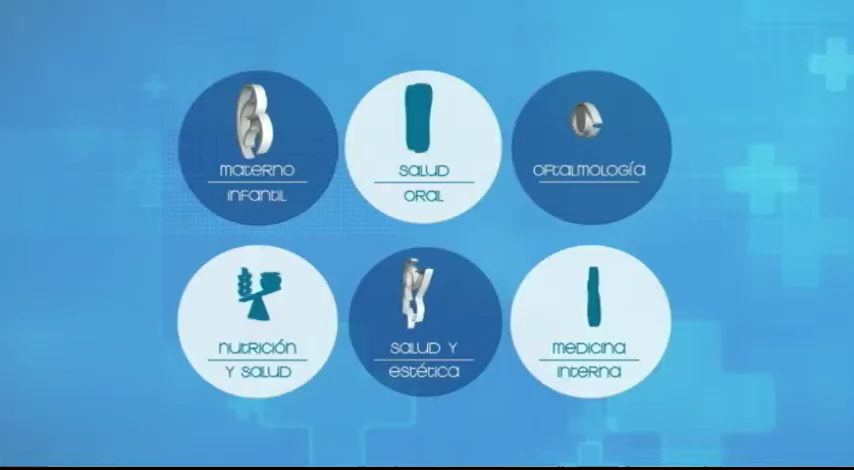 materno
infantil
salud
oral
oftalmología
nutrición
y salud
salud y
estética
medicina
interna